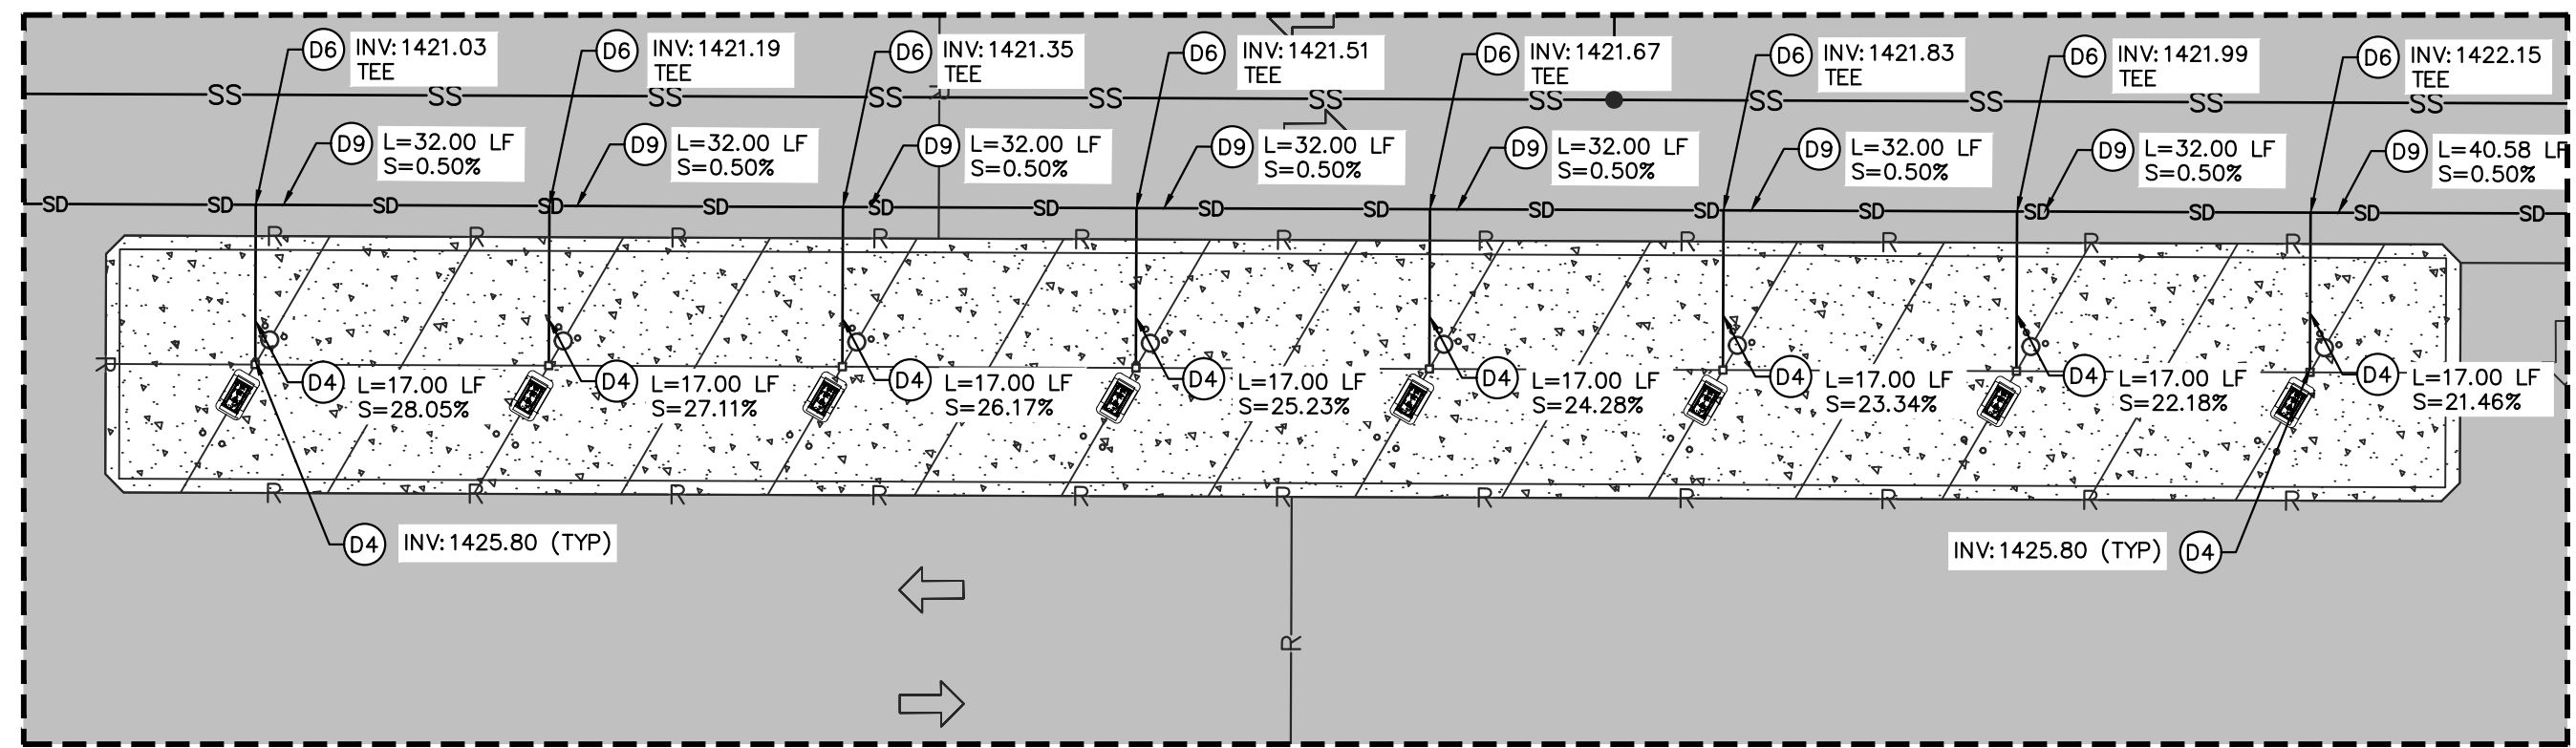 D6 INV: 1421.03
TEE
D6 INV: 1421.19
TEE
D6 INV: 1421.35
TEE
D6 INV: 1421.51
TEE
D6 INV: 1421.67
TEE
D6 INV: 1421.83
TEE
D6 INV: 1421.99
TEE
D6 INV: 1422.15
TEE
SS SS SS SS SS SS SS SS SS SS SS
R
D9 L=32.00 LF
S=0.50%
D9 L=32.00 LF
S=0.50%
D9 L=32.00 LF
S=0.50%
D9 L=32.00 LF
S=0.50%
D9 L=32.00 LF
S=0.50%
D9 L=32.00 LF
S=0.50%
D9 L=32.00 LF
S=0.50%
D9 L=40.58 LF
S=0.50%
SD SD SD SD SD SD SD SD SD SD SD SD SD SD SD SD
R R R R R R R R R R R
R
D4 L=17.00 LF
S=28.05%
D4 L=17.00 LF
S=27.11%
D4 L=17.00 LF
S=26.17%
D4 L=17.00 LF
S=25.23%
D4 L=17.00 LF
S=24.28%
D4 L=17.00 LF
S=23.34%
D4 L=17.00 LF
S=22.18%
D4 L=17.00 LF
S=21.46%
R R R R R R R R R R R
D4 INV: 1425.80 (TYP)
INV: 1425.80 (TYP) D4
R